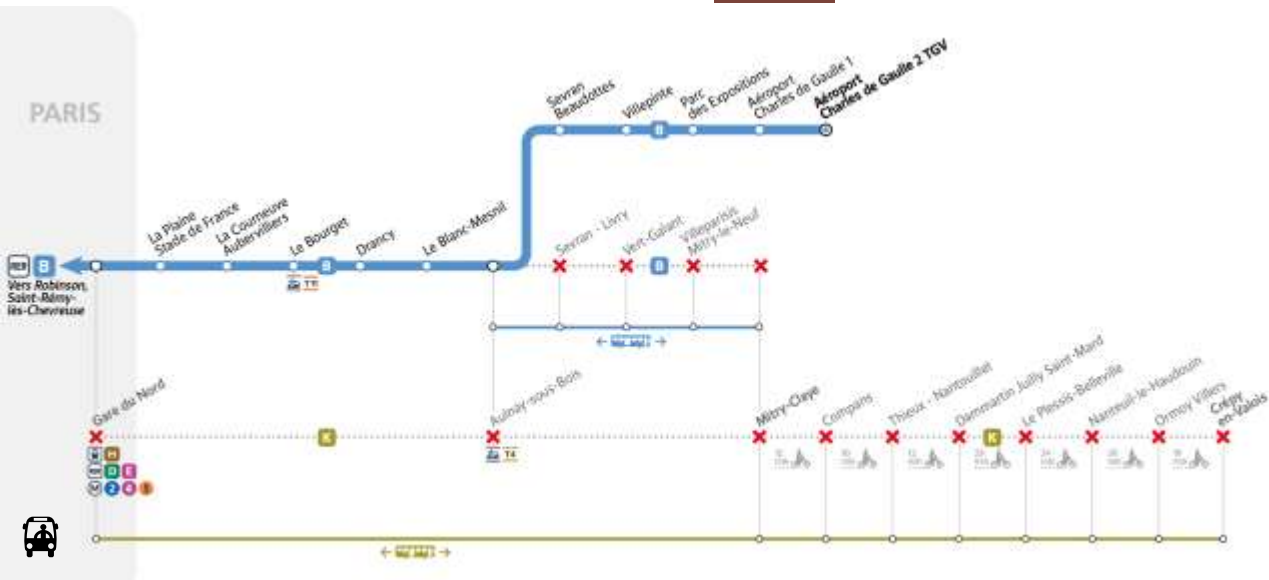 PARIS
Sevran
Beaudottes
Villepinte
B
Parc
des Expositions
Aéroport
Charles de Gaulle 1
Aéroport
Charles de Gaulle 2 TGV
La Plaine
Stade de France
La Courneuve
Aubervilliers
Le Bourget
B
Drancy
Le Blanc-Mesnil
Sevran - Livry
Vert-Galant
B
Villeparisis
Mitry-le-Neuf
RER B
Vers Robinson,
Saint-Rémy-
lès-Chevreuse
T11
Gare du Nord
K
Aulnay-sous-Bois
T4
Mitry-Claye
Compans
Thieux - Nantouillet
Dammartin Juilly Saint-Mard
K
Le Plessis-Belleville
Nanteuil-le-Haudouin
Ormoy Villers
Crépy
en-Valois
H
RER D E
M 2 4 5